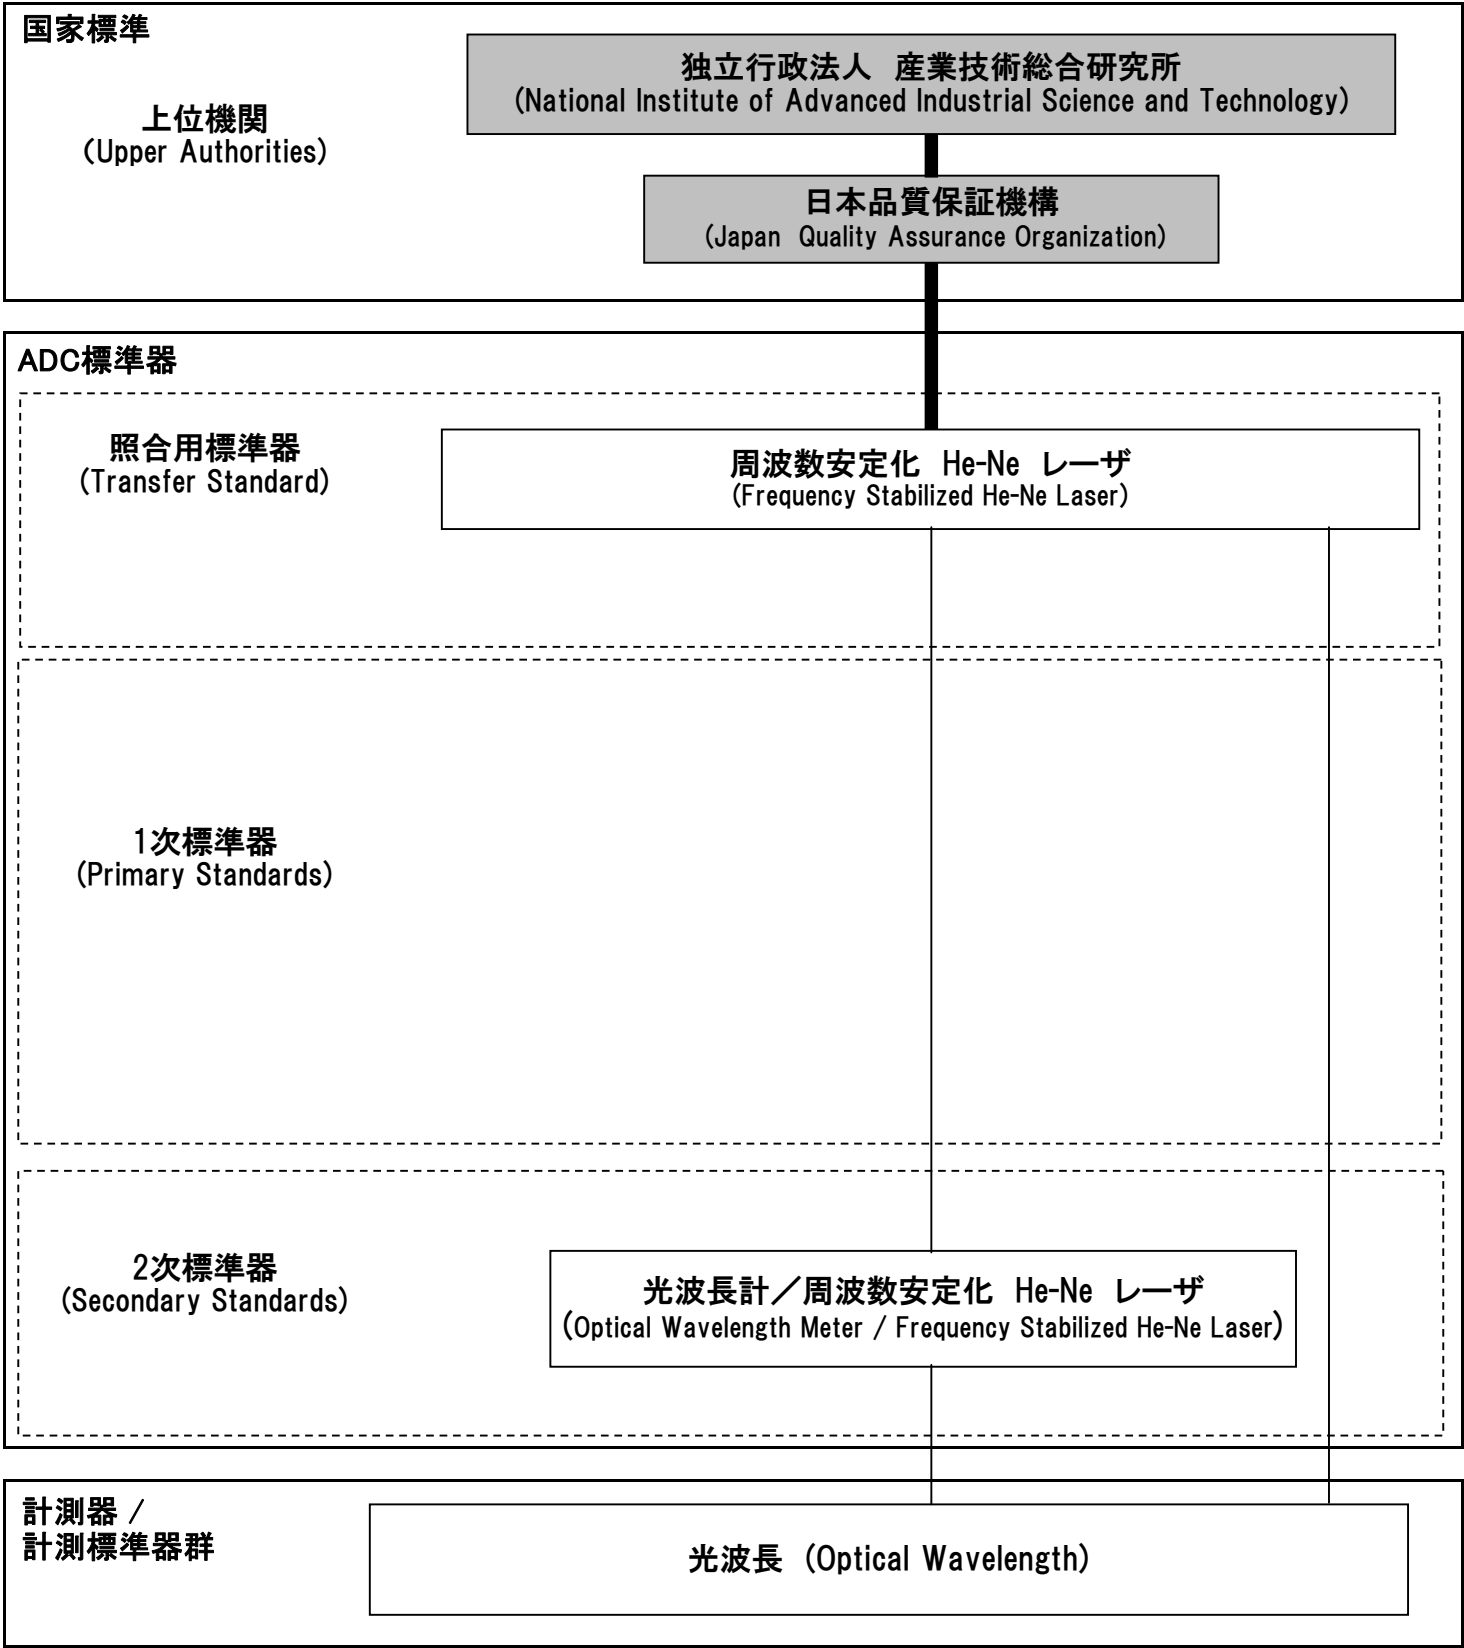 国家標準
独立行政法人　産業技術総合研究所
(National Institute of Advanced Industrial Science and Technology)
上位機関
(Upper Authorities)
日本品質保証機構
(Japan　Quality Assurance Organization)
ADC標準器
照合用標準器
(Transfer Standard)
周波数安定化　He-Ne　レーザ
(Frequency Stabilized He-Ne Laser)
1次標準器
(Primary Standards)
2次標準器
(Secondary Standards)
光波長計／周波数安定化　He-Ne　レーザ
(Optical Wavelength Meter / Frequency Stabilized He-Ne Laser)
計測器 /
計測標準器群
光波長 (Optical Wavelength)